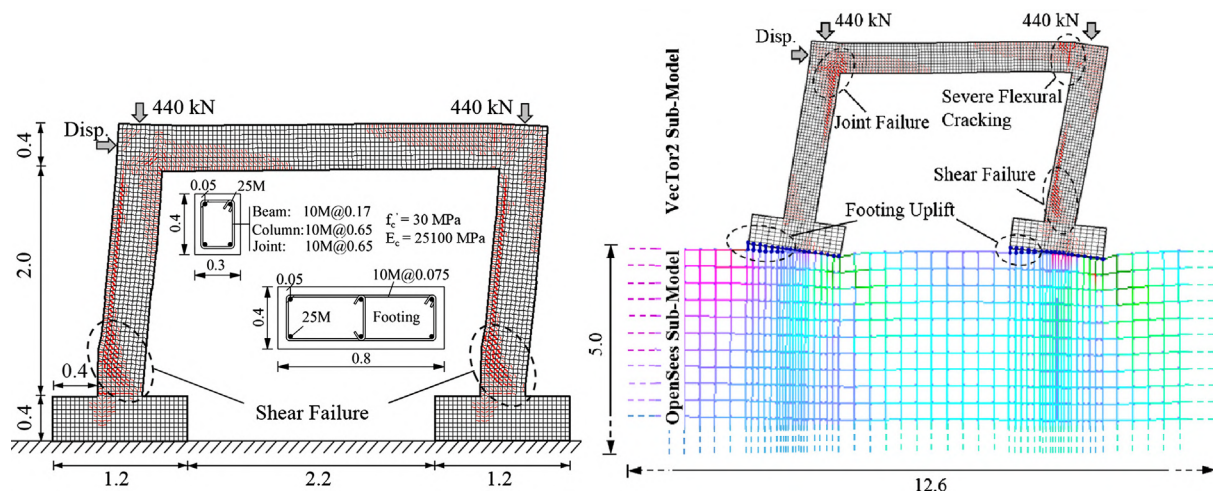 440 kN
440 kN
Disp.
0.4
2.0
0.4
0.05
25M
0.4
0.3
Beam: 10M@0.17
Column:10M@0.65
Joint: 10M@0.65
f'c = 30 MPa
Ec = 25100 MPa
10M@0.075
0.05
25M
Footing
0.4
0.8
0.4
Shear Failure
1.2
2.2
1.2
440 kN
440 kN
Disp.
VecTor2 Sub-Model
Joint Failure
Severe Flexural
Cracking
Shear Failure
Footing Uplift
OpenSees Sub-Model
5.0
12.6